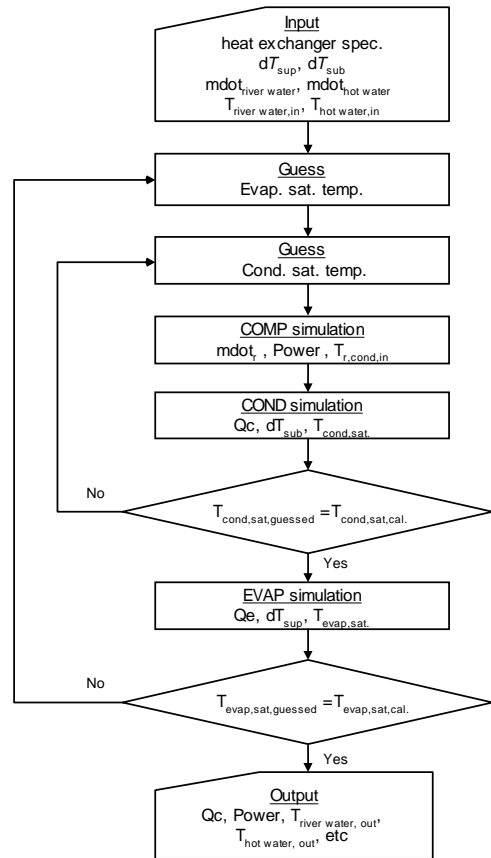 Input
heat exchanger spec.
dTsup, dTsub
mdotriver water, mdothot water
Triver water,in, Thot water,in
Guess
Evap. sat. temp.
Guess
Cond. sat. temp.
COMP simulation
mdotr , Power , Tr,cond,in
COND simulation
Qc, dTsub, Tcond,sat.
No
Tcond,sat,guessed =Tcond,sat,cal.
Yes
EVAP simulation
Qe, dTsup, Tevap,sat.
No
Tevap,sat,guessed =Tevap,sat,cal.
Yes
Output
Qc, Power, Triver water, out,
Thot water, out, etc